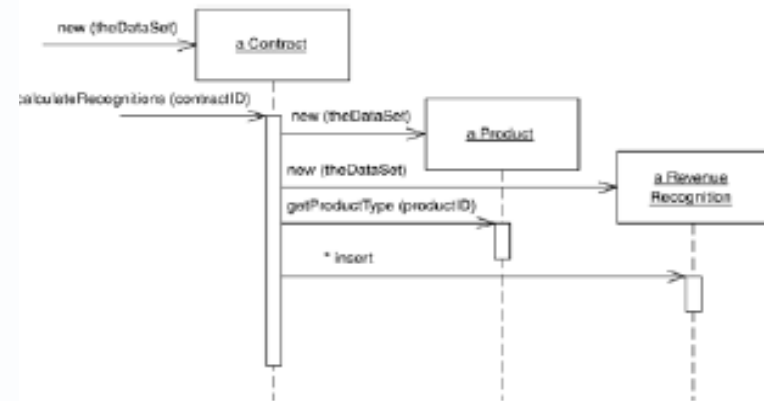 new (theDataSet)
a Contract
calculateRecognitions (contractID)
new (theDataSet)
a Product
new (theDataSet)
a Revenue
Recognition
getProductType (productID)
* insert